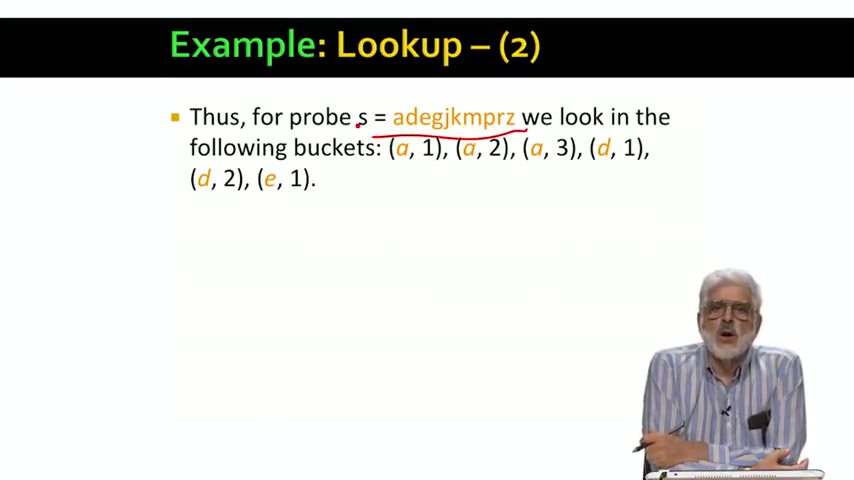 Example: Lookup – (2)
Thus, for probe s = adegjkmprz we look in the
following buckets: (a, 1), (a, 2), (a, 3), (d, 1),
(d, 2), (e, 1).